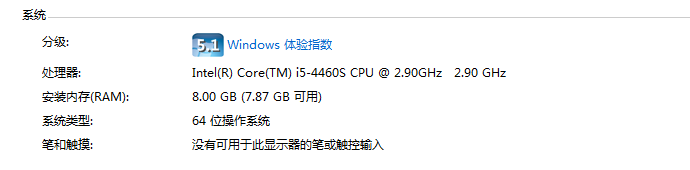 系统
分级: 5.1 Windows 体验指数
处理器: Intel(R) Core(TM) i5-4460S CPU @ 2.90GHz 2.90 GHz
安装内存(RAM): 8.00 GB (7.87 GB 可用)
系统类型: 64 位操作系统
笔和触摸: 没有可用于此显示器的笔或触控输入